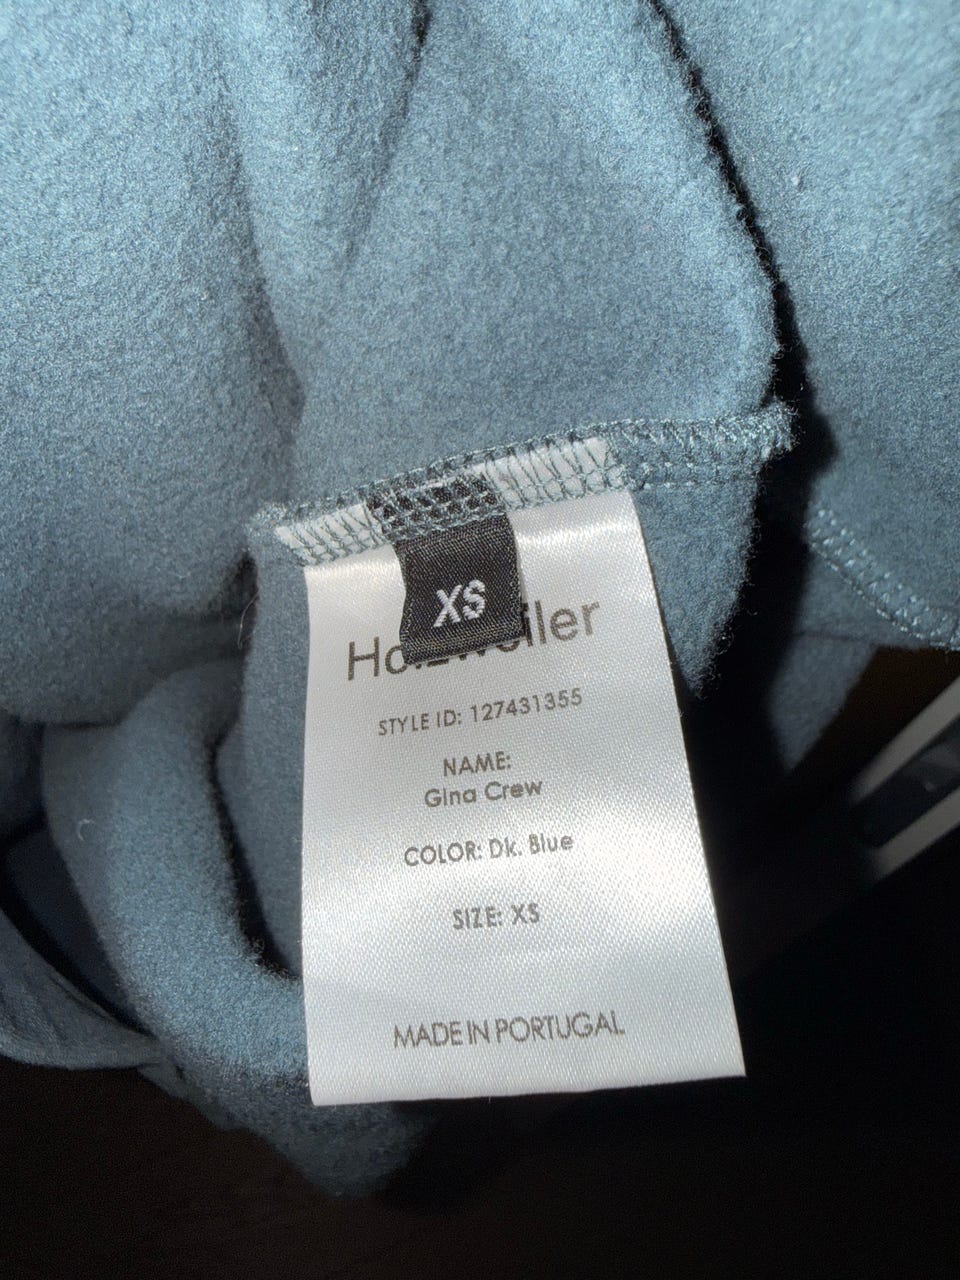 XS
Holzweiler
STYLE ID: 127431355
NAME:
Gina Crew
COLOR: Dk. Blue
SIZE: XS
MADE IN PORTUGAL